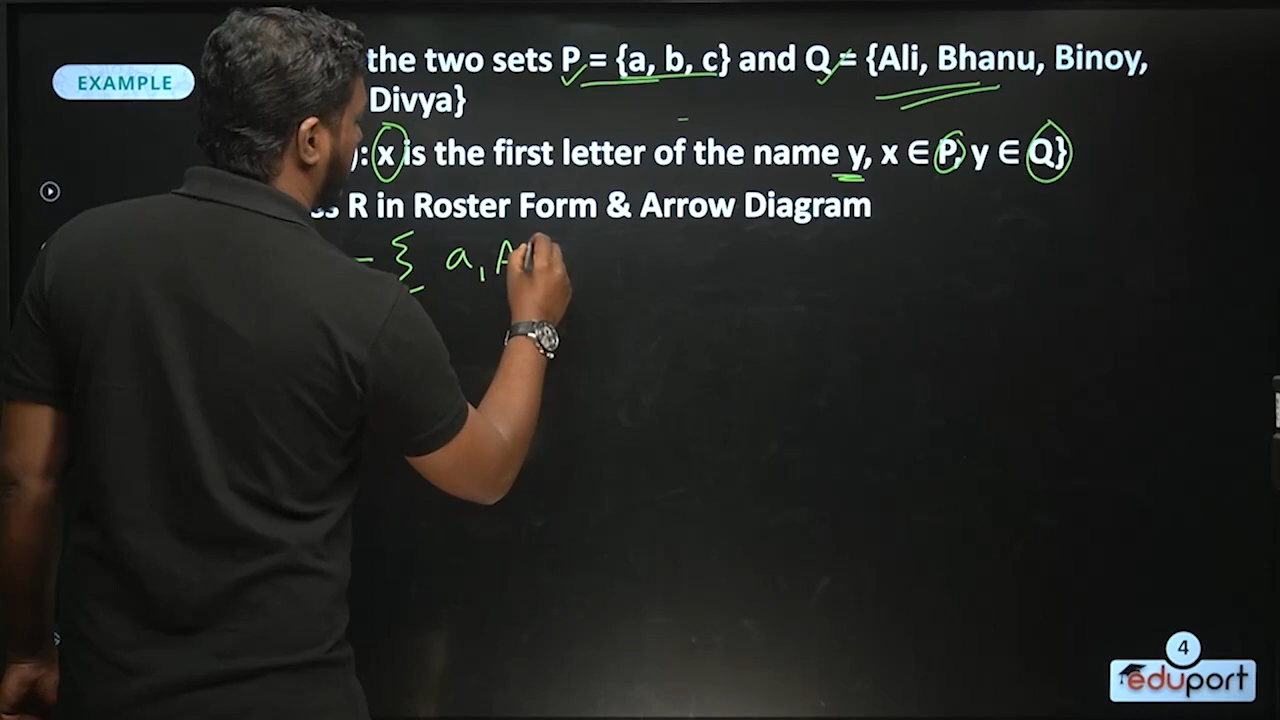 EXAMPLE
the two sets P = {a, b, c} and Q = {Ali, Bhanu, Binoy,
Divya}
): x is the first letter of the name y, x ∈ P, y ∈ Q}
R in Roster Form & Arrow Diagram
= { a, A
4
eduport